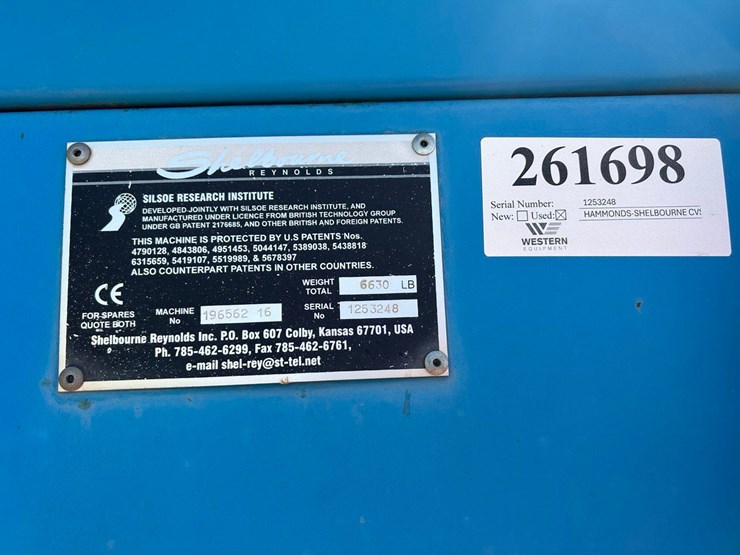 Shelbourne
REYNOLDS
SILSOE RESEARCH INSTITUTE
DEVELOPED JOINTLY WITH SILSOE RESEARCH INSTITUTE, AND
MANUFACTURED UNDER LICENCE FROM BRITISH TECHNOLOGY GROUP
UNDER GB PATENT 2176685, AND OTHER BRITISH AND FOREIGN PATENTS.
THIS MACHINE IS PROTECTED BY U.S PATENTS Nos.
4790128, 4843806, 4951453, 5044147, 5389038, 5438818
6315659, 5419107, 5519989, & 5678397
ALSO COUNTERPART PATENTS IN OTHER COUNTRIES.
WEIGHT TOTAL 6630 LB
CE
FOR SPARES QUOTE BOTH
MACHINE No 196562 16
SERIAL No 1253248
Shelbourne Reynolds Inc. P.O. Box 607 Colby, Kansas 67701, USA
Ph. 785-462-6299, Fax 785-462-6761,
e-mail shel-rey@st-tel.net
261698
Serial Number: 1253248
New: Used: HAMMONDS-SHELBOURNE CVS
WESTERN
EQUIPMENT